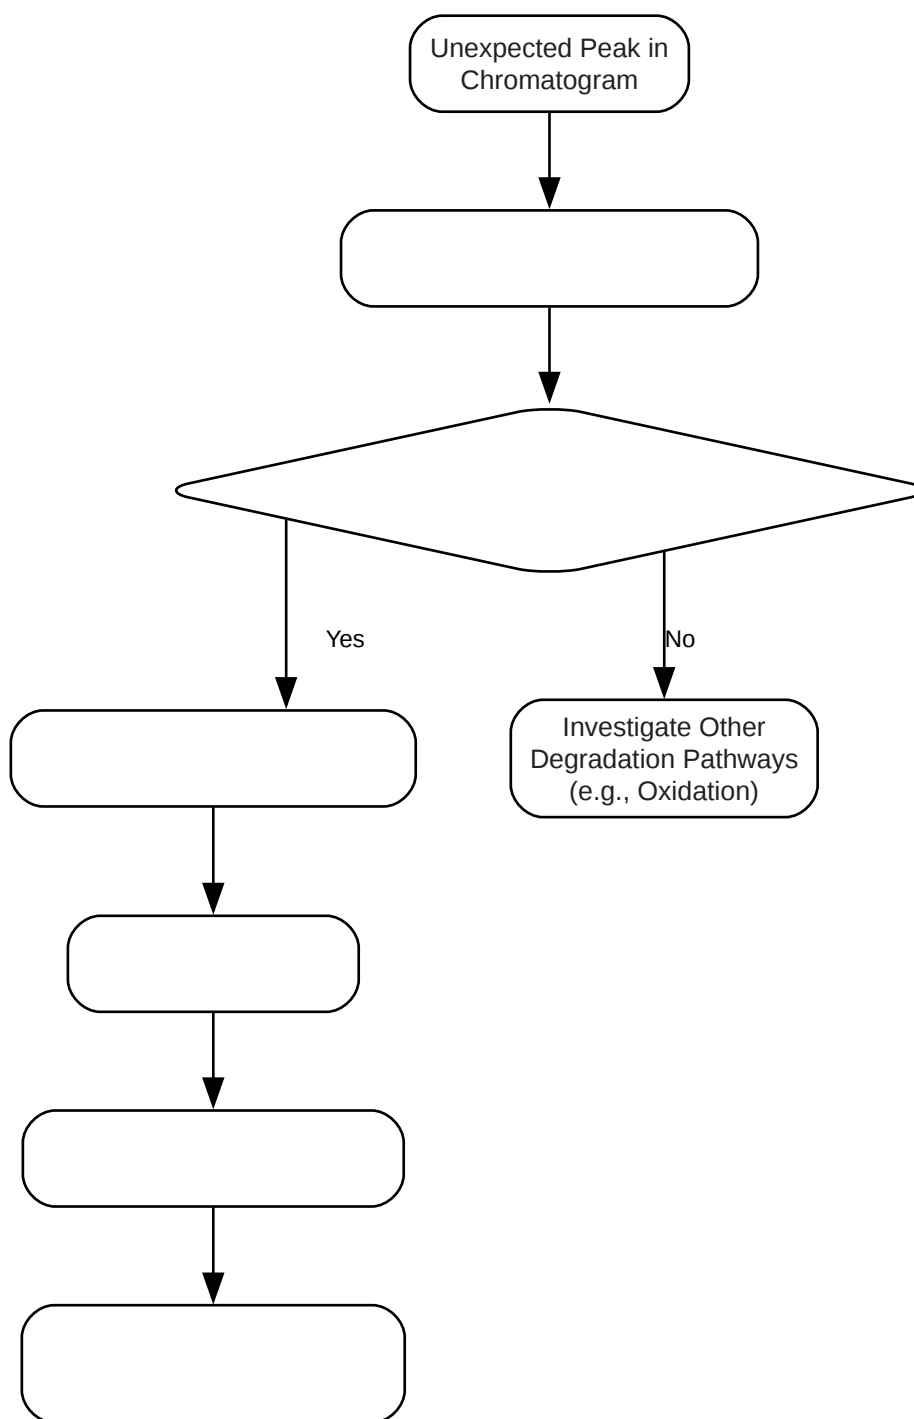 Unexpected Peak in
Chromatogram
Yes
No
Investigate Other
Degradation Pathways
(e.g., Oxidation)